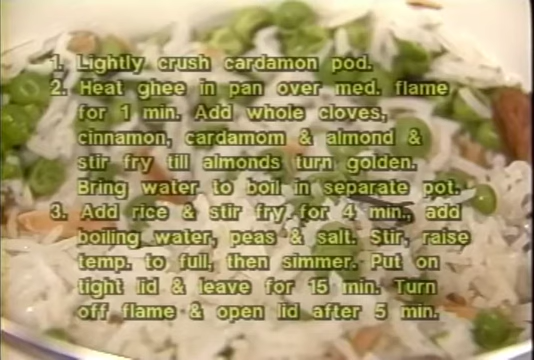 1. Lightly crush cardamon pod.
2. Heat ghee in pan over med. flame
for 1 min. Add whole cloves,
cinnamon, cardamom & almond &
stir fry till almonds turn golden.
Bring water to boil in separate pot.
3. Add rice & stir fry for 4 min., add
boiling water, peas & salt. Stir, raise
temp. to full, then simmer. Put on
tight lid & leave for 15 min. Turn
off flame & open lid after 5 min.